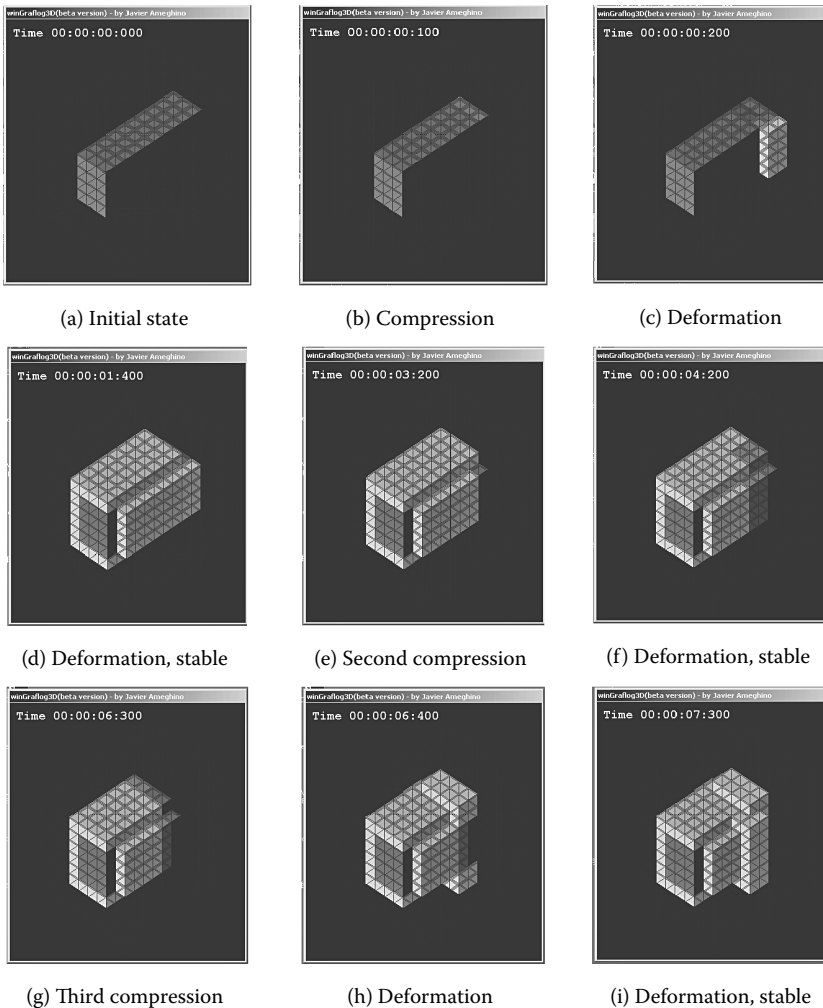 winGraflog3D(beta version) - by Javier Ameghino
Time 00:00:00:000
winGraflog3D(beta version) - by Javier Ameghino
Time 00:00:00:100
winGraflog3D(beta version) - by Javier Ameghino
Time 00:00:00:200
(a) Initial state
(b) Compression
(c) Deformation
winGraflog3D(beta version) - by Javier Ameghino
Time 00:00:01:400
winGraflog3D(beta version) - by Javier Ameghino
Time 00:00:03:200
winGraflog3D(beta version) - by Javier Ameghino
Time 00:00:04:200
(d) Deformation, stable
(e) Second compression
(f) Deformation, stable
winGraflog3D(beta version) - by Javier Ameghino
Time 00:00:06:300
winGraflog3D(beta version) - by Javier Ameghino
Time 00:00:06:400
winGraflog3D(beta version) - by Javier Ameghino
Time 00:00:07:300
(g) Third compression
(h) Deformation
(i) Deformation, stable